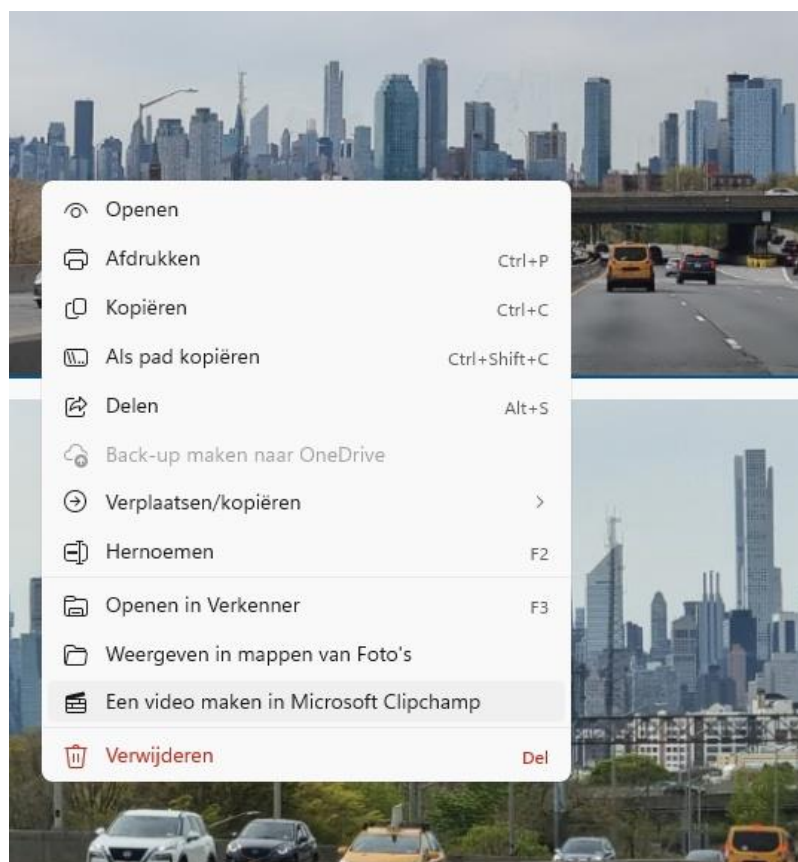 Openen
Afdrukken Ctrl+P
Kopiëren Ctrl+C
Als pad kopiëren Ctrl+Shift+C
Delen Alt+S
Back-up maken naar OneDrive
Verplaatsen/kopiëren
Hernoemen F2
Openen in Verkenner F3
Weergeven in mappen van Foto's
Een video maken in Microsoft Clipchamp
Verwijderen Del